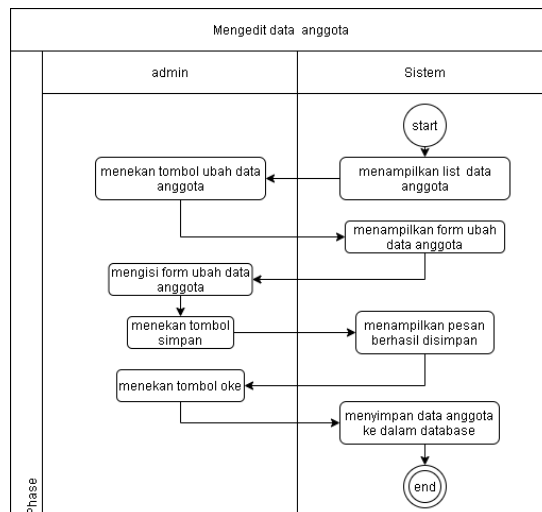 Mengedit data anggota
admin
Sistem
start
menampilkan list data
anggota
menekan tombol ubah data
anggota
menampilkan form ubah
data anggota
mengisi form ubah data
anggota
menekan tombol
simpan
menampilkan pesan
berhasil disimpan
menekan tombol oke
menyimpan data anggota
ke dalam database
end
Phase